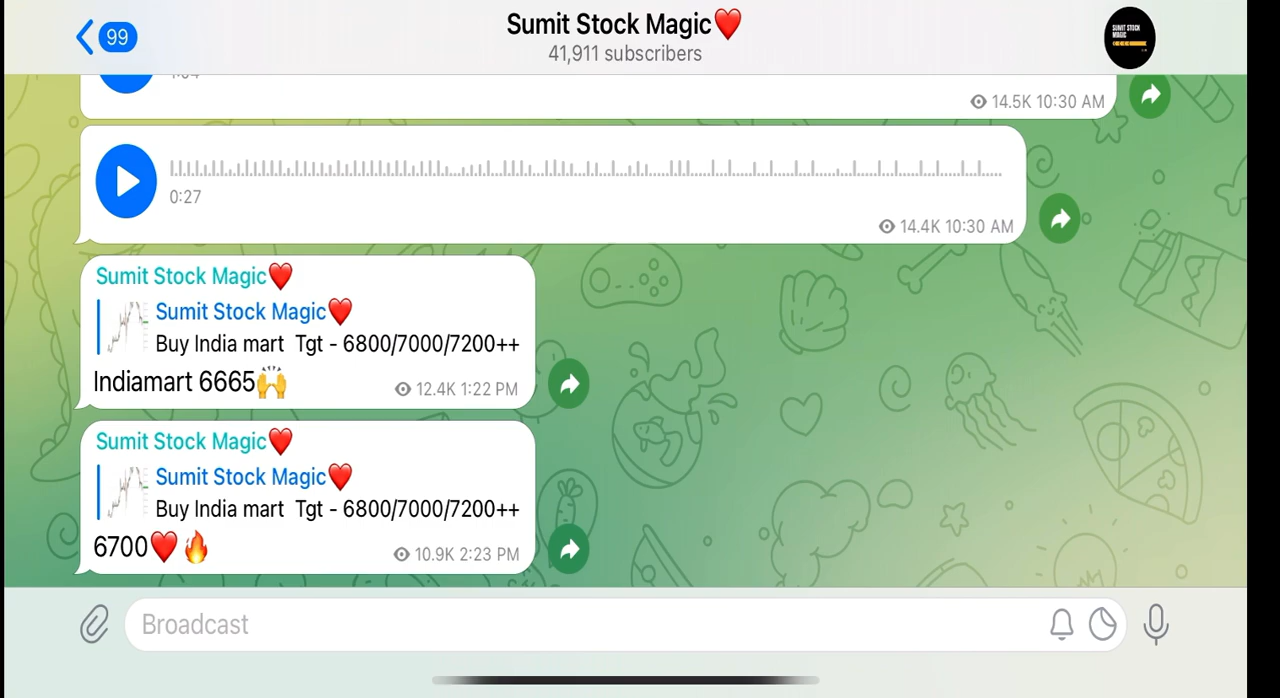 99
Sumit Stock Magic❤️
41,911 subscribers
SUMIT STOCK
MAGIC
14.5K 10:30 AM
0:27
14.4K 10:30 AM
Sumit Stock Magic❤️
Sumit Stock Magic❤️
Buy India mart Tgt - 6800/7000/7200++
Indiamart 6665🙌
12.4K 1:22 PM
Sumit Stock Magic❤️
Sumit Stock Magic❤️
Buy India mart Tgt - 6800/7000/7200++
6700❤️🔥
10.9K 2:23 PM
Broadcast